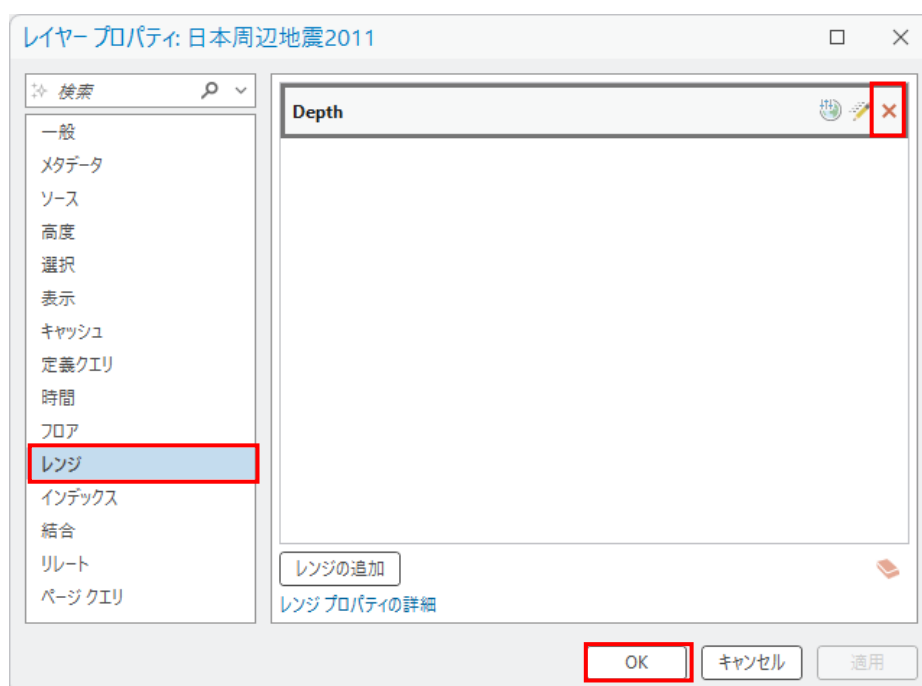 レイヤー プロパティ: 日本周辺地震2011
検索
一般
メタデータ
ソース
高度
選択
表示
キャッシュ
定義クエリ
時間
フロア
レンジ
インデックス
結合
リレート
ページ クエリ
Depth
レンジの追加
レンジ プロパティの詳細
OK
キャンセル
適用